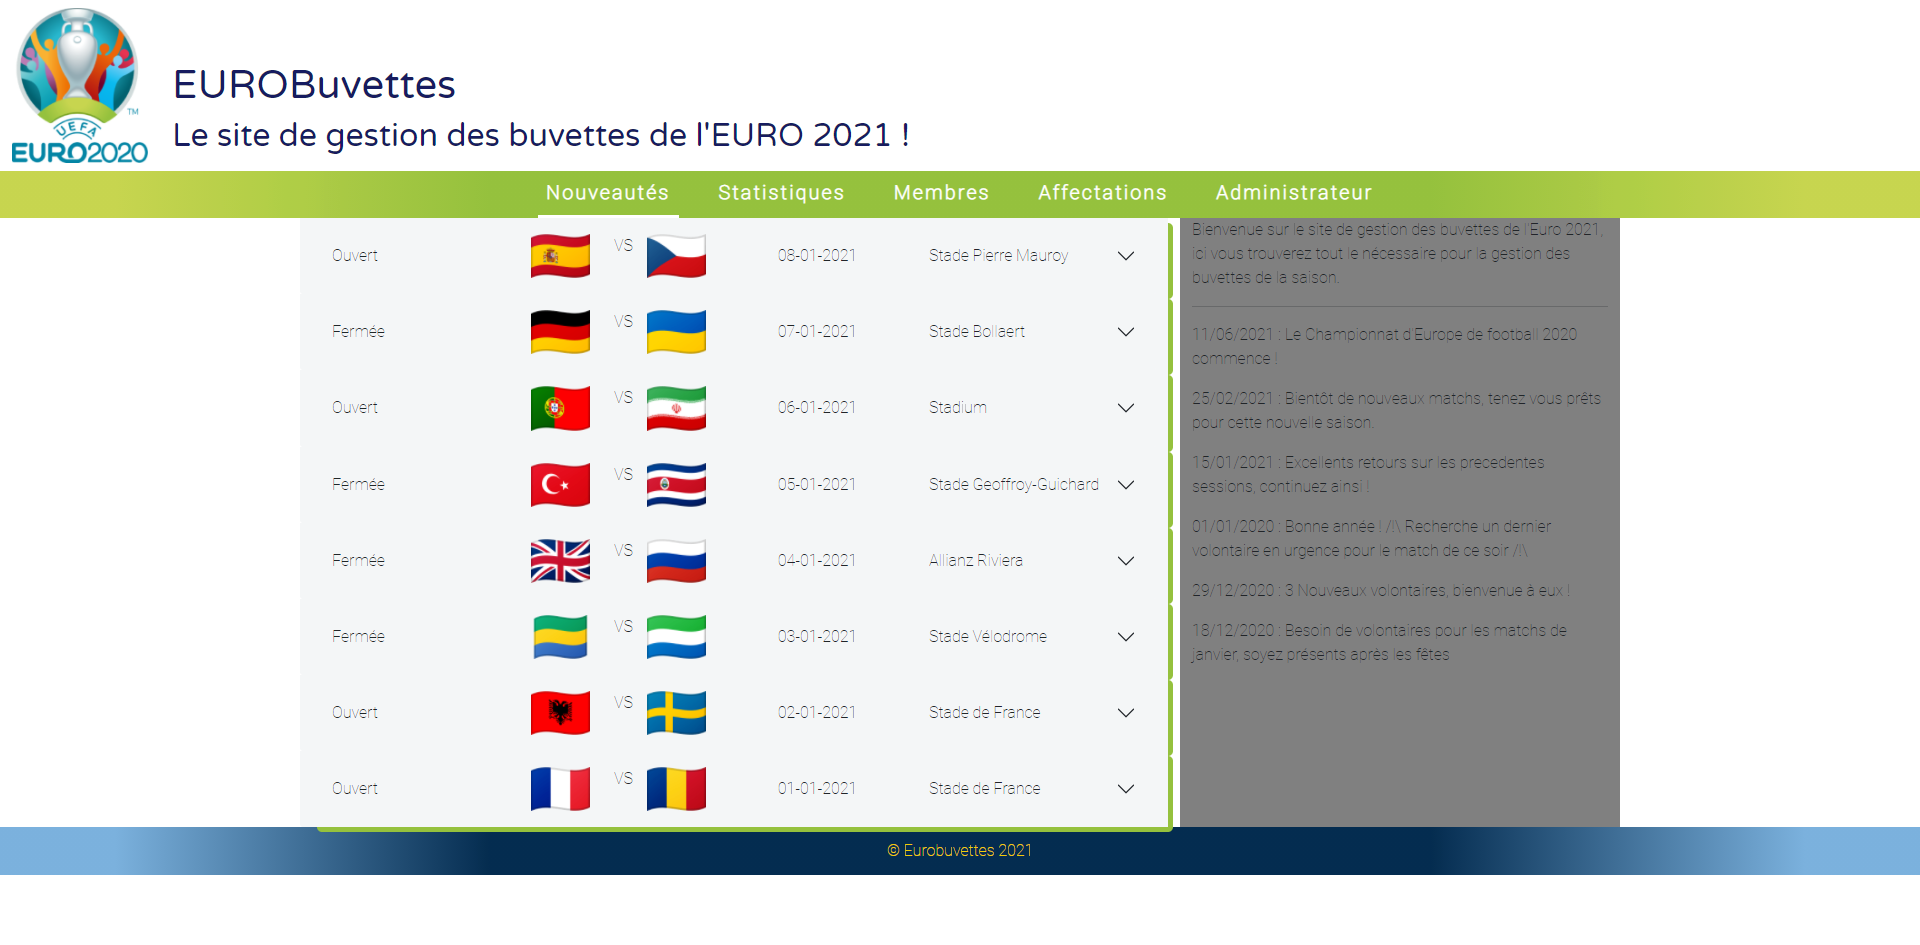 UEFA
EURO2020
TM
EUROBuvettes
Le site de gestion des buvettes de l'EURO 2021 !
Nouveautés Statistiques Membres Affectations Administrateur
Ouvert VS 08-01-2021 Stade Pierre Mauroy
Fermée VS 07-01-2021 Stade Bollaert
Ouvert VS 06-01-2021 Stadium
Fermée VS 05-01-2021 Stade Geoffroy-Guichard
Fermée VS 04-01-2021 Allianz Riviera
Fermée VS 03-01-2021 Stade Vélodrome
Ouvert VS 02-01-2021 Stade de France
Ouvert VS 01-01-2021 Stade de France
Bienvenue sur le site de gestion des buvettes de l'Euro 2021,
ici vous trouverez tout le nécessaire pour la gestion des
buvettes de la saison.
11/06/2021 : Le Championnat d'Europe de football 2020
commence !
25/02/2021 : Bientôt de nouveaux matchs, tenez vous prêts
pour cette nouvelle saison.
15/01/2021 : Excellents retours sur les precedentes
sessions, continuez ainsi !
01/01/2020 : Bonne année ! /!\ Recherche un dernier
volontaire en urgence pour le match de ce soir /!\
29/12/2020 : 3 Nouveaux volontaires, bienvenue à eux !
18/12/2020 : Besoin de volontaires pour les matchs de
janvier, soyez présents après les fêtes
© Eurobuvettes 2021